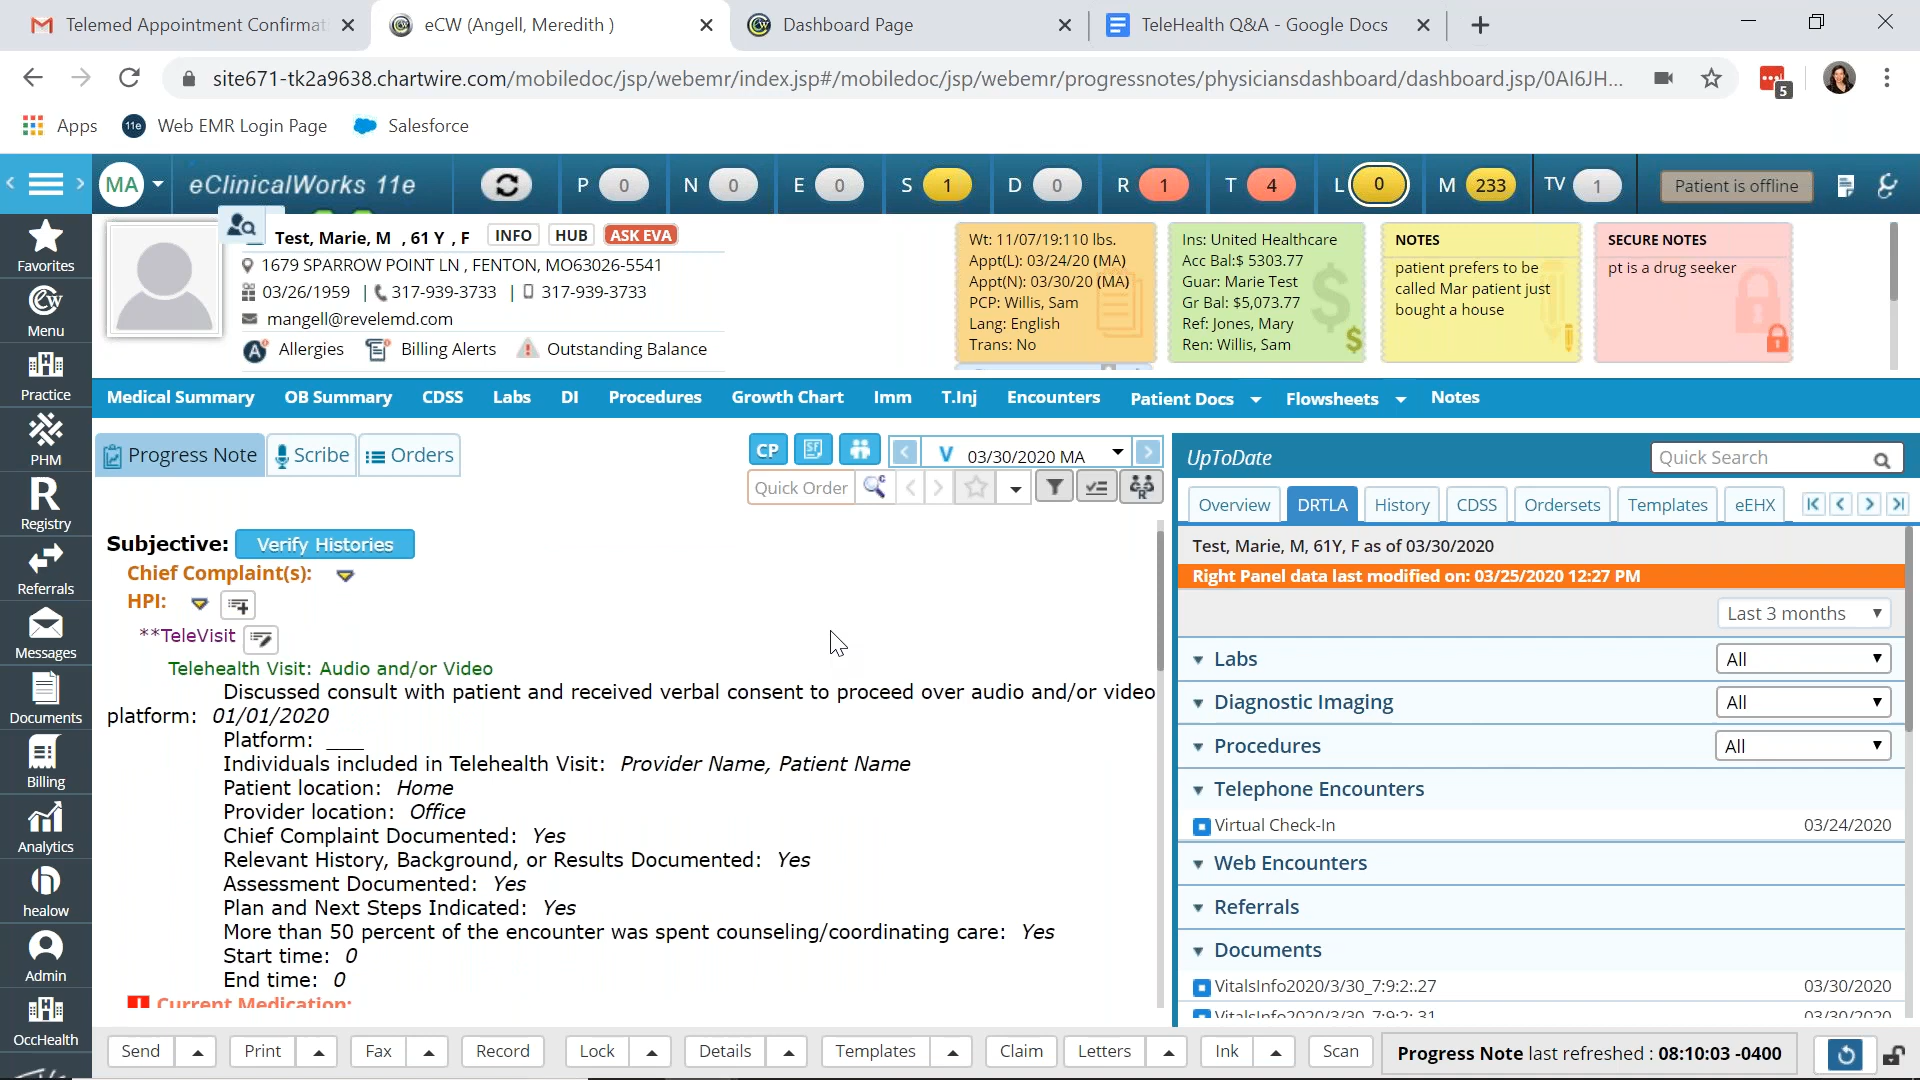 Telemed Appointment Confirmat
eCW (Angell, Meredith )
Dashboard Page
TeleHealth Q&A - Google Docs
site671-tk2a9638.chartwire.com/mobiledoc/jsp/webemr/index.jsp#/mobiledoc/jsp/webemr/progressnotes/physiciansdashboard/dashboard.jsp/0AI6JH...
5
Apps
11e Web EMR Login Page
Salesforce
MA
eClinicalWorks 11e
P 0
N 0
E 0
S 1
D 0
R 1
T 4
L 0
M 233
TV 1
Patient is offline
Favorites
Menu
Practice
PHM
Registry
Referrals
Messages
Documents
Billing
Analytics
healow
Admin
OccHealth
Test, Marie, M , 61 Y , F
INFO
HUB
ASK EVA
1679 SPARROW POINT LN , FENTON, MO63026-5541
03/26/1959 | 317-939-3733 | 317-939-3733
mangell@revelemd.com
Allergies
Billing Alerts
Outstanding Balance
Wt: 11/07/19:110 lbs.
Appt(L): 03/24/20 (MA)
Appt(N): 03/30/20 (MA)
PCP: Willis, Sam
Lang: English
Trans: No
Ins: United Healthcare
Acc Bal:$ 5303.77
Guar: Marie Test
Gr Bal: $5,073.77
Ref: Jones, Mary
Ren: Willis, Sam
NOTES
patient prefers to be
called Mar patient just
bought a house
SECURE NOTES
pt is a drug seeker
Medical Summary
OB Summary
CDSS
Labs
DI
Procedures
Growth Chart
Imm
T.Inj
Encounters
Patient Docs
Flowsheets
Notes
Progress Note
Scribe
Orders
CP
V 03/30/2020 MA
Quick Order
Subjective: Verify Histories
Chief Complaint(s):
HPI:
**TeleVisit
Telehealth Visit: Audio and/or Video
Discussed consult with patient and received verbal consent to proceed over audio and/or video
platform: 01/01/2020
Platform: ___
Individuals included in Telehealth Visit: Provider Name, Patient Name
Patient location: Home
Provider location: Office
Chief Complaint Documented: Yes
Relevant History, Background, or Results Documented: Yes
Assessment Documented: Yes
Plan and Next Steps Indicated: Yes
More than 50 percent of the encounter was spent counseling/coordinating care: Yes
Start time: 0
End time: 0
Current Medication:
UpToDate
Quick Search
Overview
DRTLA
History
CDSS
Ordersets
Templates
eEHX
Test, Marie, M, 61Y, F as of 03/30/2020
Right Panel data last modified on: 03/25/2020 12:27 PM
Last 3 months
Labs All
Diagnostic Imaging All
Procedures All
Telephone Encounters
Virtual Check-In 03/24/2020
Web Encounters
Referrals
Documents
VitalsInfo2020/3/30_7:9:2:.27 03/30/2020
VitalsInfo2020/3/30_7:9:2:.31 03/30/2020
Send
Print
Fax
Record
Lock
Details
Templates
Claim
Letters
Ink
Scan
Progress Note last refreshed : 08:10:03 -0400